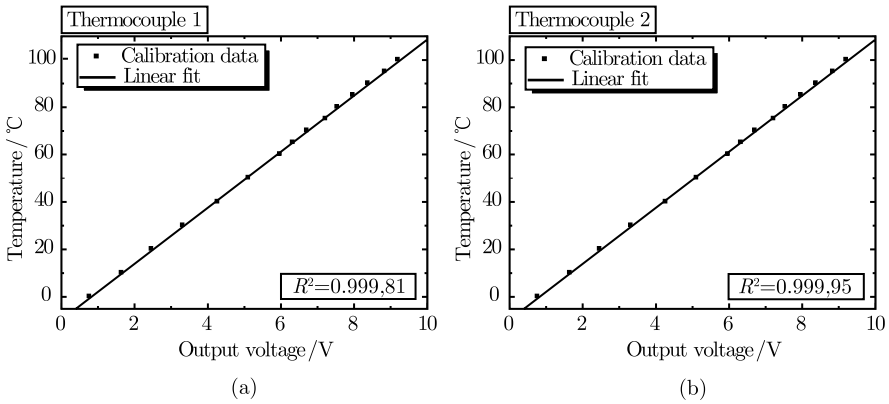 Thermocouple 1
Calibration data
Linear fit
100
80
60
40
20
0
Temperature/℃
R²=0.999,81
0 2 4 6 8 10
Output voltage/V
(a)
Thermocouple 2
Calibration data
Linear fit
100
80
60
40
20
0
Temperature/℃
R²=0.999,95
0 2 4 6 8 10
Output voltage/V
(b)